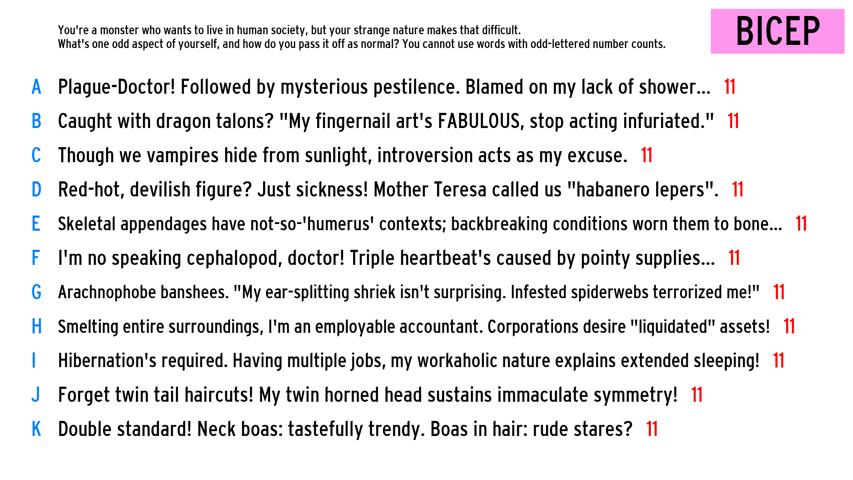 You're a monster who wants to live in human society, but your strange nature makes that difficult.
What's one odd aspect of yourself, and how do you pass it off as normal? You cannot use words with odd-lettered number counts.
BICEP
A Plague-Doctor! Followed by mysterious pestilence. Blamed on my lack of shower... 11
B Caught with dragon talons? "My fingernail art's FABULOUS, stop acting infuriated." 11
C Though we vampires hide from sunlight, introversion acts as my excuse. 11
D Red-hot, devilish figure? Just sickness! Mother Teresa called us "habanero lepers". 11
E Skeletal appendages have not-so-'humerus' contexts; backbreaking conditions worn them to bone... 11
F I'm no speaking cephalopod, doctor! Triple heartbeat's caused by pointy supplies... 11
G Arachnophobe banshees. "My ear-splitting shriek isn't surprising. Infested spiderwebs terrorized me!" 11
H Smelting entire surroundings, I'm an employable accountant. Corporations desire "liquidated" assets! 11
I Hibernation's required. Having multiple jobs, my workaholic nature explains extended sleeping! 11
J Forget twin tail haircuts! My twin horned head sustains immaculate symmetry! 11
K Double standard! Neck boas: tastefully trendy. Boas in hair: rude stares? 11